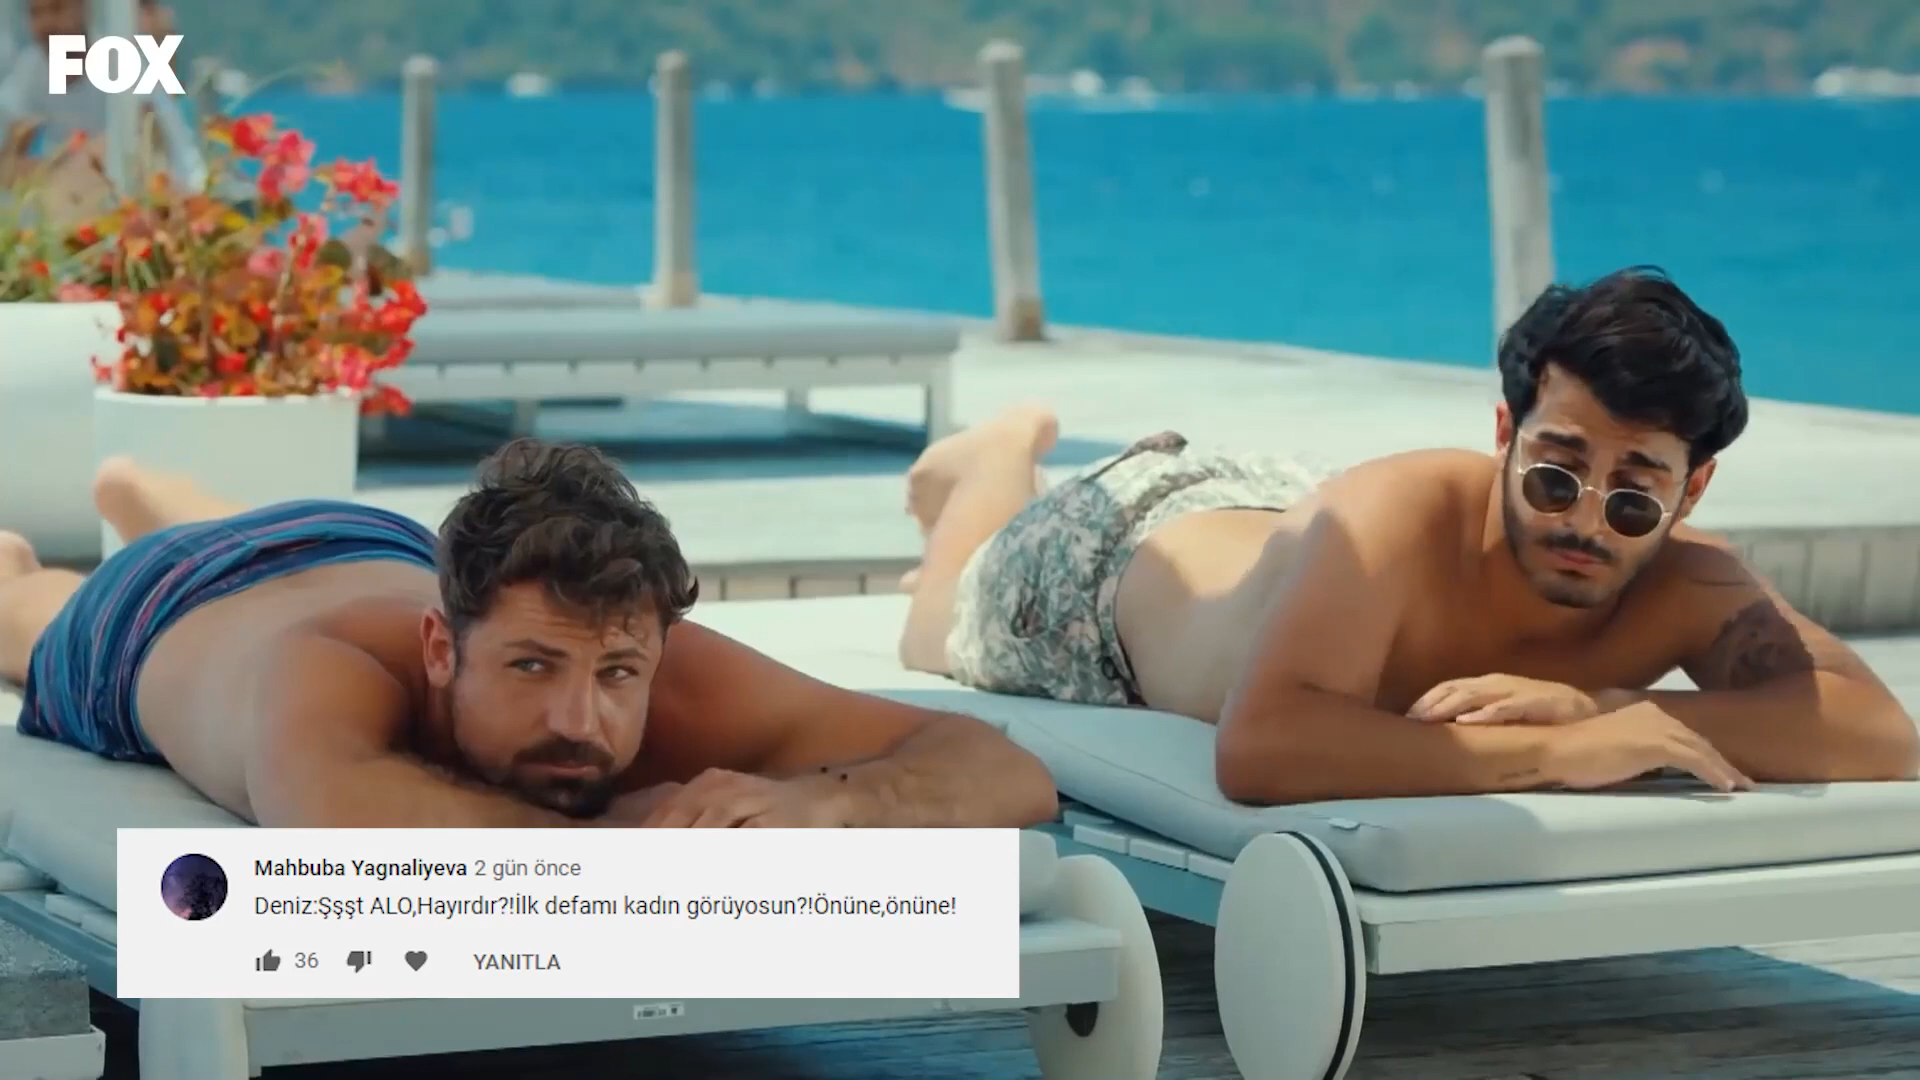 FOX
Mahbuba Yagnaliyeva 2 gün önce
Deniz:Şşşt ALO,Hayırdır?!İlk defamı kadın görüyosun?!Önüne,önüne!
36 YANITLA